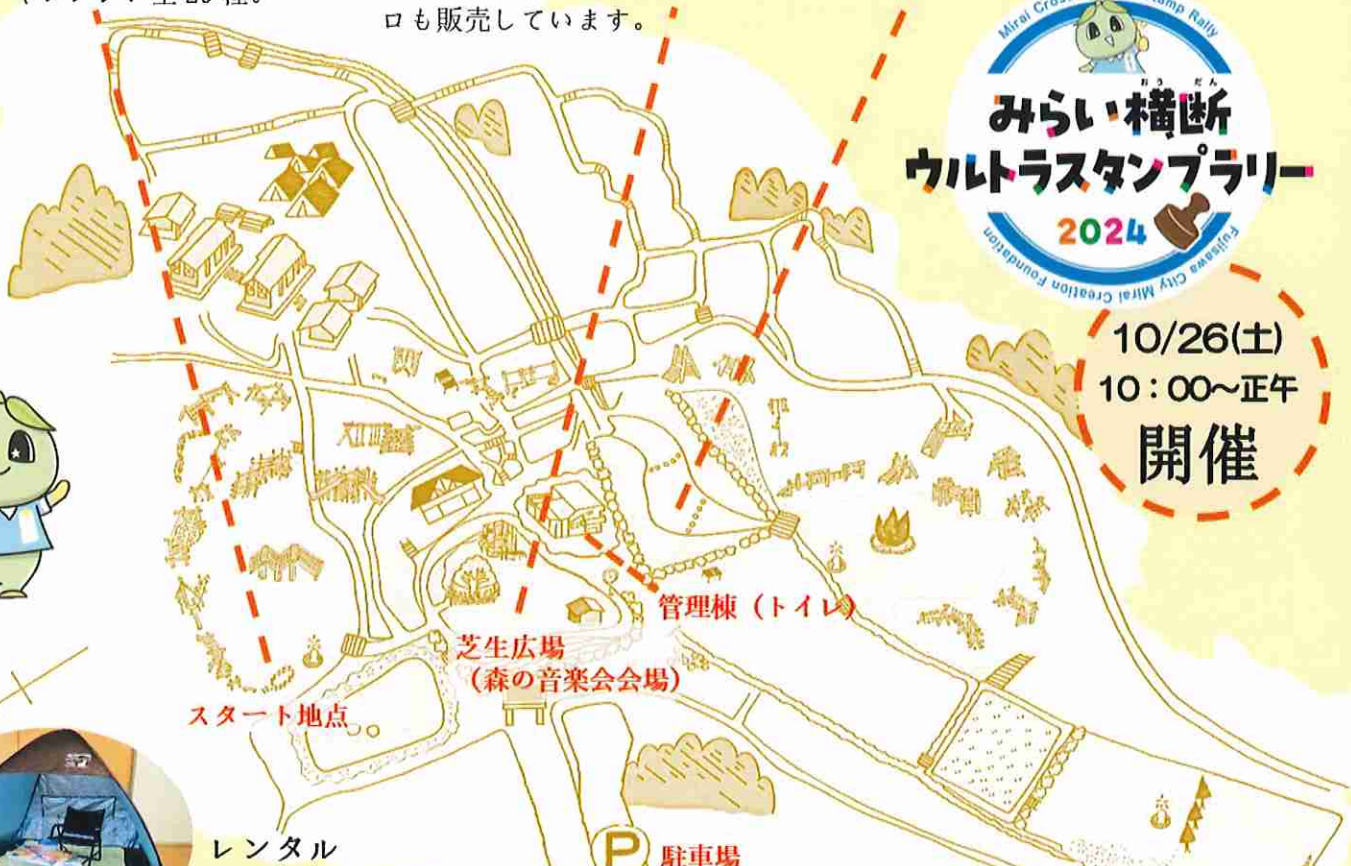 ロも販売しています。
Mirai
Rally
みらい横断
おうだん
ウルトラスタンプラリー
2024
Fujisawa City Mirai Creation Foundation
10/26(土)
10:00～正午
開催
管理棟（トイレ）
芝生広場
（森の音楽会会場）
スタート地点
レンタル
P 駐車場